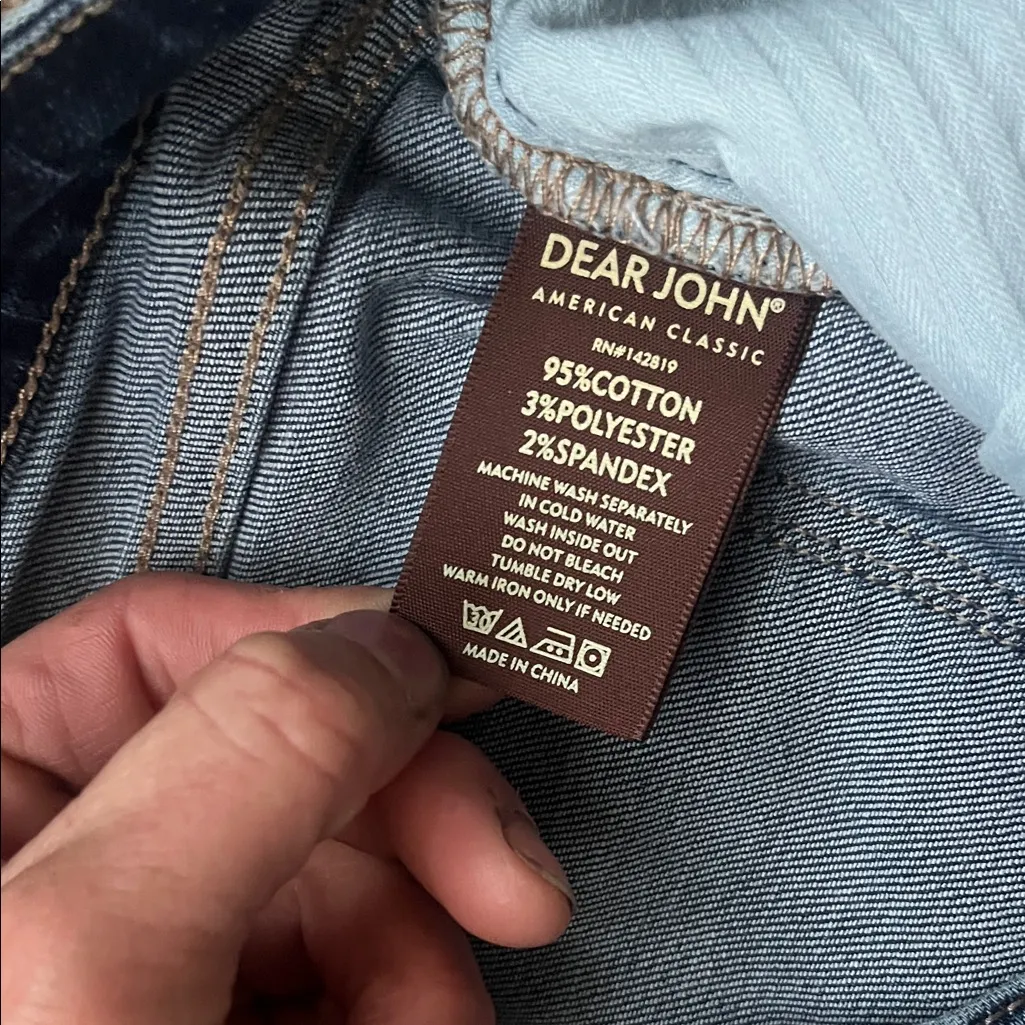 DEAR JOHN®
AMERICAN CLASSIC
RN#142819
95%COTTON
3%POLYESTER
2%SPANDEX
MACHINE WASH SEPARATELY
IN COLD WATER
WASH INSIDE OUT
DO NOT BLEACH
TUMBLE DRY LOW
WARM IRON ONLY IF NEEDED
30
MADE IN CHINA